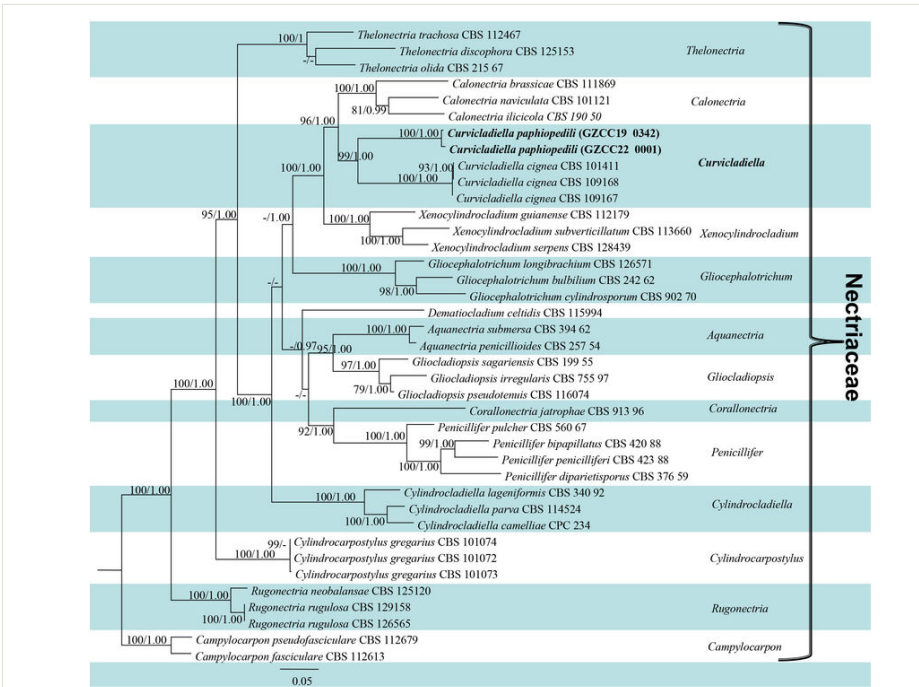 100/1
Thelonectria trachosa CBS 112467
Thelonectria discophora CBS 125153
-/-
Thelonectria olida CBS 215 67
Thelonectria
100/1.00
Calonectria brassicae CBS 111869
Calonectria naviculata CBS 101121
81/0.99
Calonectria ilicicola CBS 190 50
Calonectria
96/1.00
100/1.00
Curvicladiella paphiopedili (GZCC19 0342)
Curvicladiella paphiopedili (GZCC22 0001)
99/1.00
93/1.00
Curvicladiella cignea CBS 101411
100/1.00
Curvicladiella cignea CBS 109168
Curvicladiella cignea CBS 109167
Curvicladiella
100/1.00
95/1.00
-/1.00
100/1.00
Xenocylindrocladium guianense CBS 112179
Xenocylindrocladium subverticillatum CBS 113660
100/1.00
Xenocylindrocladium serpens CBS 128439
Xenocylindrocladium
100/1.00
Gliocephalotrichum longibrachium CBS 126571
Gliocephalotrichum bulbilium CBS 242 62
98/1.00
Gliocephalotrichum cylindrosporum CBS 902 70
Gliocephalotrichum
-/-
Dematiocladium celtidis CBS 115994
100/1.00
Aquanectria submersa CBS 394 62
Aquanectria penicillioides CBS 257 54
Aquanectria
-/0.97
95/1.00
Gliocladiopsis sagariensis CBS 199 55
97/1.00
Gliocladiopsis irregularis CBS 755 97
79/1.00
Gliocladiopsis pseudotenuis CBS 116074
Gliocladiopsis
-/-
100/1.00
100/1.00
Corallonectria jatrophae CBS 913 96
Corallonectria
92/1.00
Penicillifer pulcher CBS 560 67
100/1.00
99/1.00
Penicillifer bipapillatus CBS 420 88
Penicillifer penicilliferi CBS 423 88
100/1.00
Penicillifer diparietisporus CBS 376 59
Penicillifer
100/1.00
100/1.00
Cylindrocladiella lageniformis CBS 340 92
Cylindrocladiella parva CBS 114524
100/1.00
Cylindrocladiella camelliae CPC 234
Cylindrocladiella
99/-
Cylindrocarpostylus gregarius CBS 101074
100/1.00
Cylindrocarpostylus gregarius CBS 101072
Cylindrocarpostylus gregarius CBS 101073
Cylindrocarpostylus
100/1.00
Rugonectria neobalansae CBS 125120
Rugonectria rugulosa CBS 129158
100/1.00
Rugonectria rugulosa CBS 126565
Rugonectria
100/1.00
Campylocarpon pseudofasciculare CBS 112679
Campylocarpon fasciculare CBS 112613
Campylocarpon
0.05
Nectriaceae